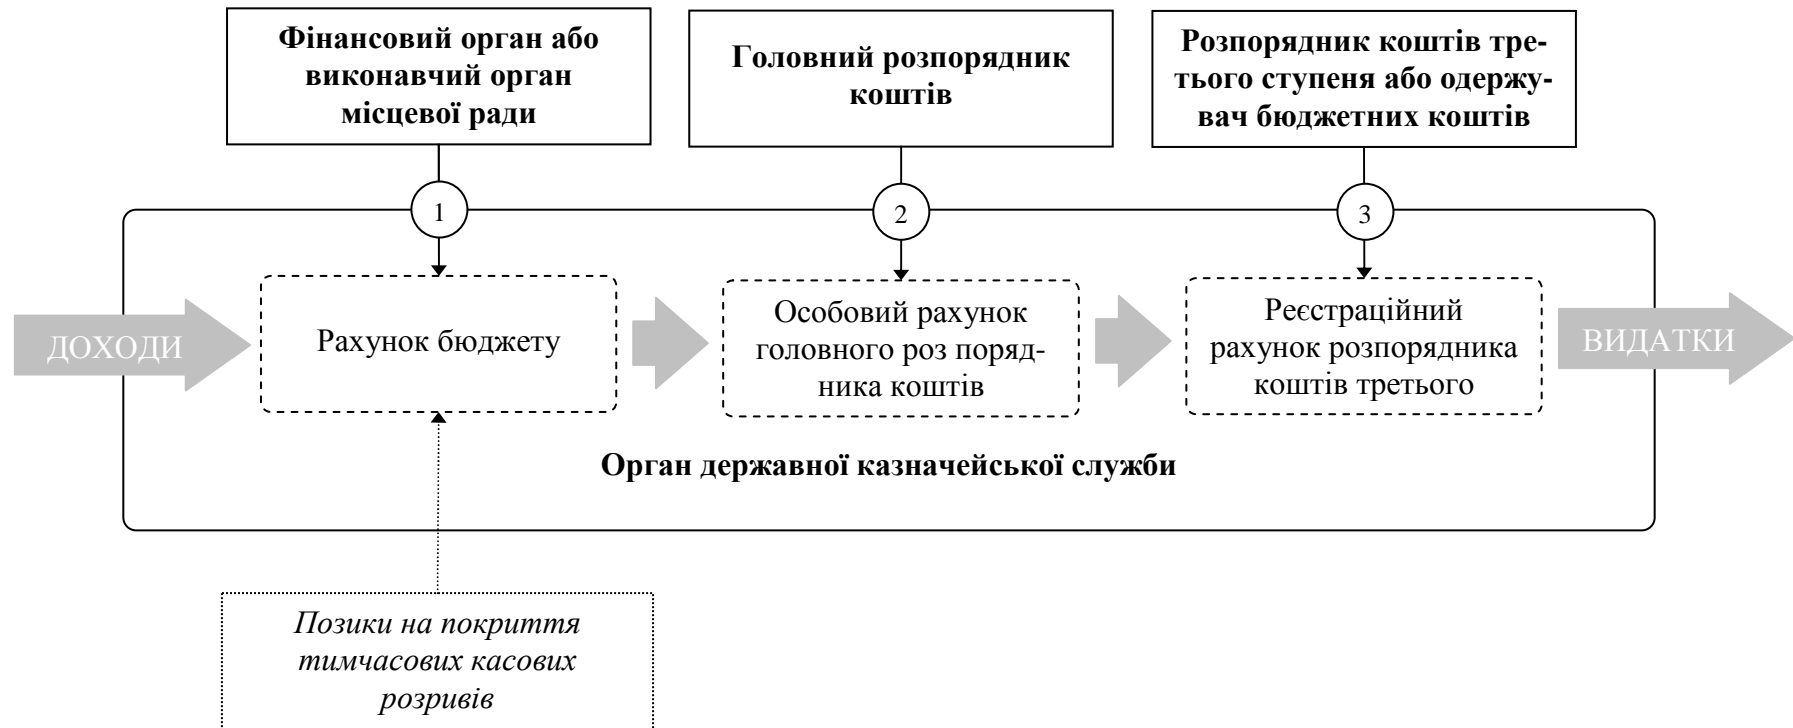 Фінансовий орган або
виконавчий орган
місцевої ради
Головний розпорядник
коштів
Розпорядник коштів тре-
тього ступеня або одержу-
вач бюджетних коштів
1
2
3
ДОХОДИ
Рахунок бюджету
Особовий рахунок
головного роз поряд-
ника коштів
Реєстраційний
рахунок розпорядника
коштів третього
ВИДАТКИ
Орган державної казначейської служби
Позики на покриття
тимчасових касових
розривів